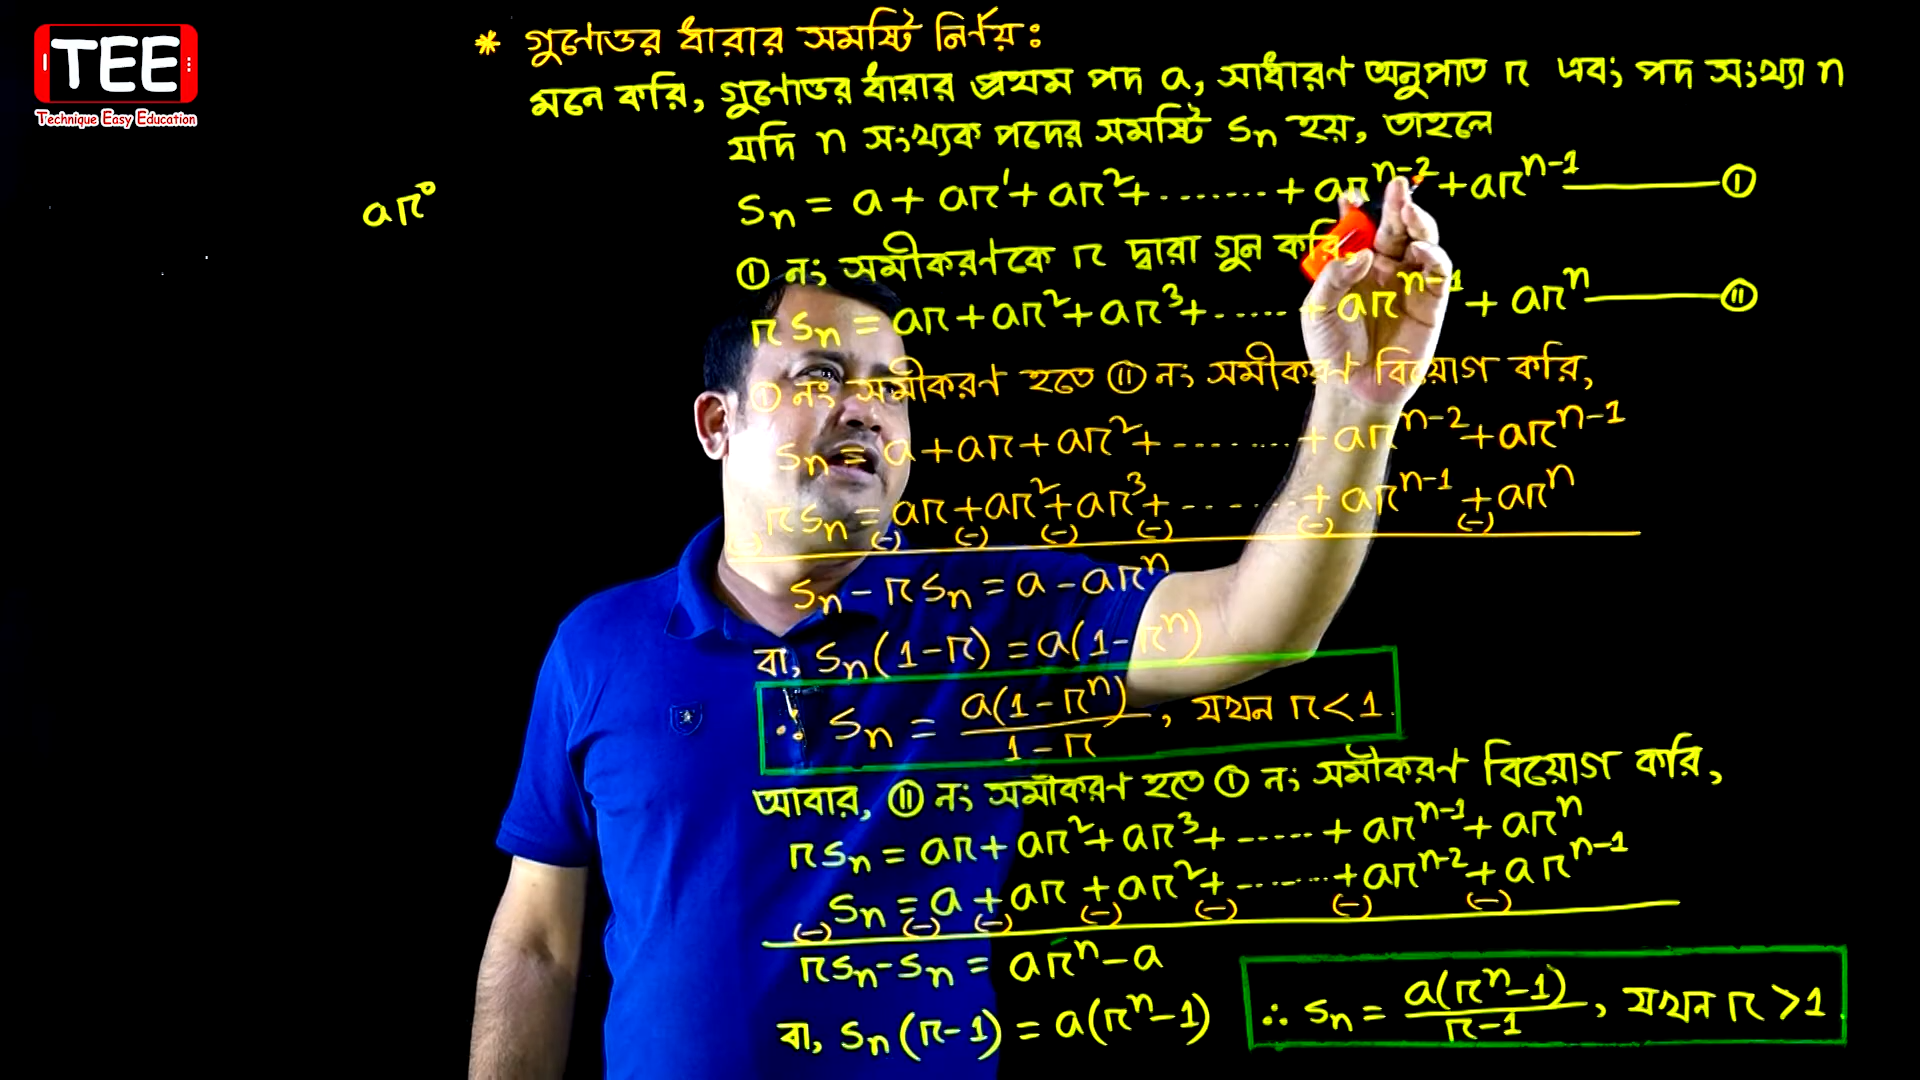 TEE
Technique Easy Education
* গুণোত্তর ধারার সমষ্টি নির্ণয়:
মনে করি, গুণোত্তর ধারার প্রথম পদ a, সাধারণ অনুপাত r এবং পদ সংখ্যা n
যদি n সংখ্যক পদের সমষ্টি Sn হয়, তাহলে
ar⁰
Sn = a + ar¹ + ar² + ....... + arⁿ⁻² + arⁿ⁻¹ —— ①
① নং সমীকরণকে r দ্বারা গুন করি,
rSn = ar + ar² + ar³ + ..... + arⁿ⁻¹ + arⁿ —— ⑪
① নং সমীকরণ হতে ⑪ নং সমীকরণ বিয়োগ করি,
Sn = a + ar + ar² + ........ + arⁿ⁻² + arⁿ⁻¹
rSn = ar + ar² + ar³ + ....... + arⁿ⁻¹ + arⁿ
(-) (-) (-) (-) (-) (-) (-)
Sn - rSn = a - arⁿ
বা, Sn(1-r) = a(1-rⁿ)
∴ Sn = a(1-rⁿ)/1-r, যখন r<1.
আবার, ⑪ নং সমীকরণ হতে ① নং সমীকরণ বিয়োগ করি,
rSn = ar + ar² + ar³ + ...... + arⁿ⁻¹ + arⁿ
Sn = a + ar + ar² + ....... + arⁿ⁻² + arⁿ⁻¹
(-) (-) (-) (-) (-) (-) (-)
rSn - Sn = arⁿ - a
বা, Sn(r-1) = a(rⁿ-1)
∴ Sn = a(rⁿ-1)/r-1, যখন r >1.